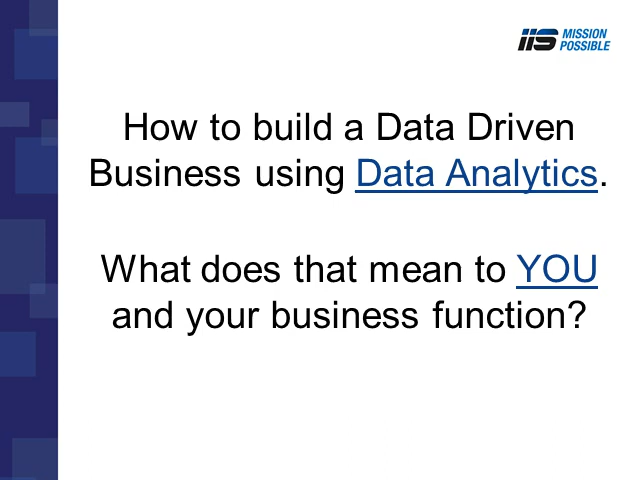 IIS MISSION
POSSIBLE
How to build a Data Driven
Business using Data Analytics.
What does that mean to YOU
and your business function?